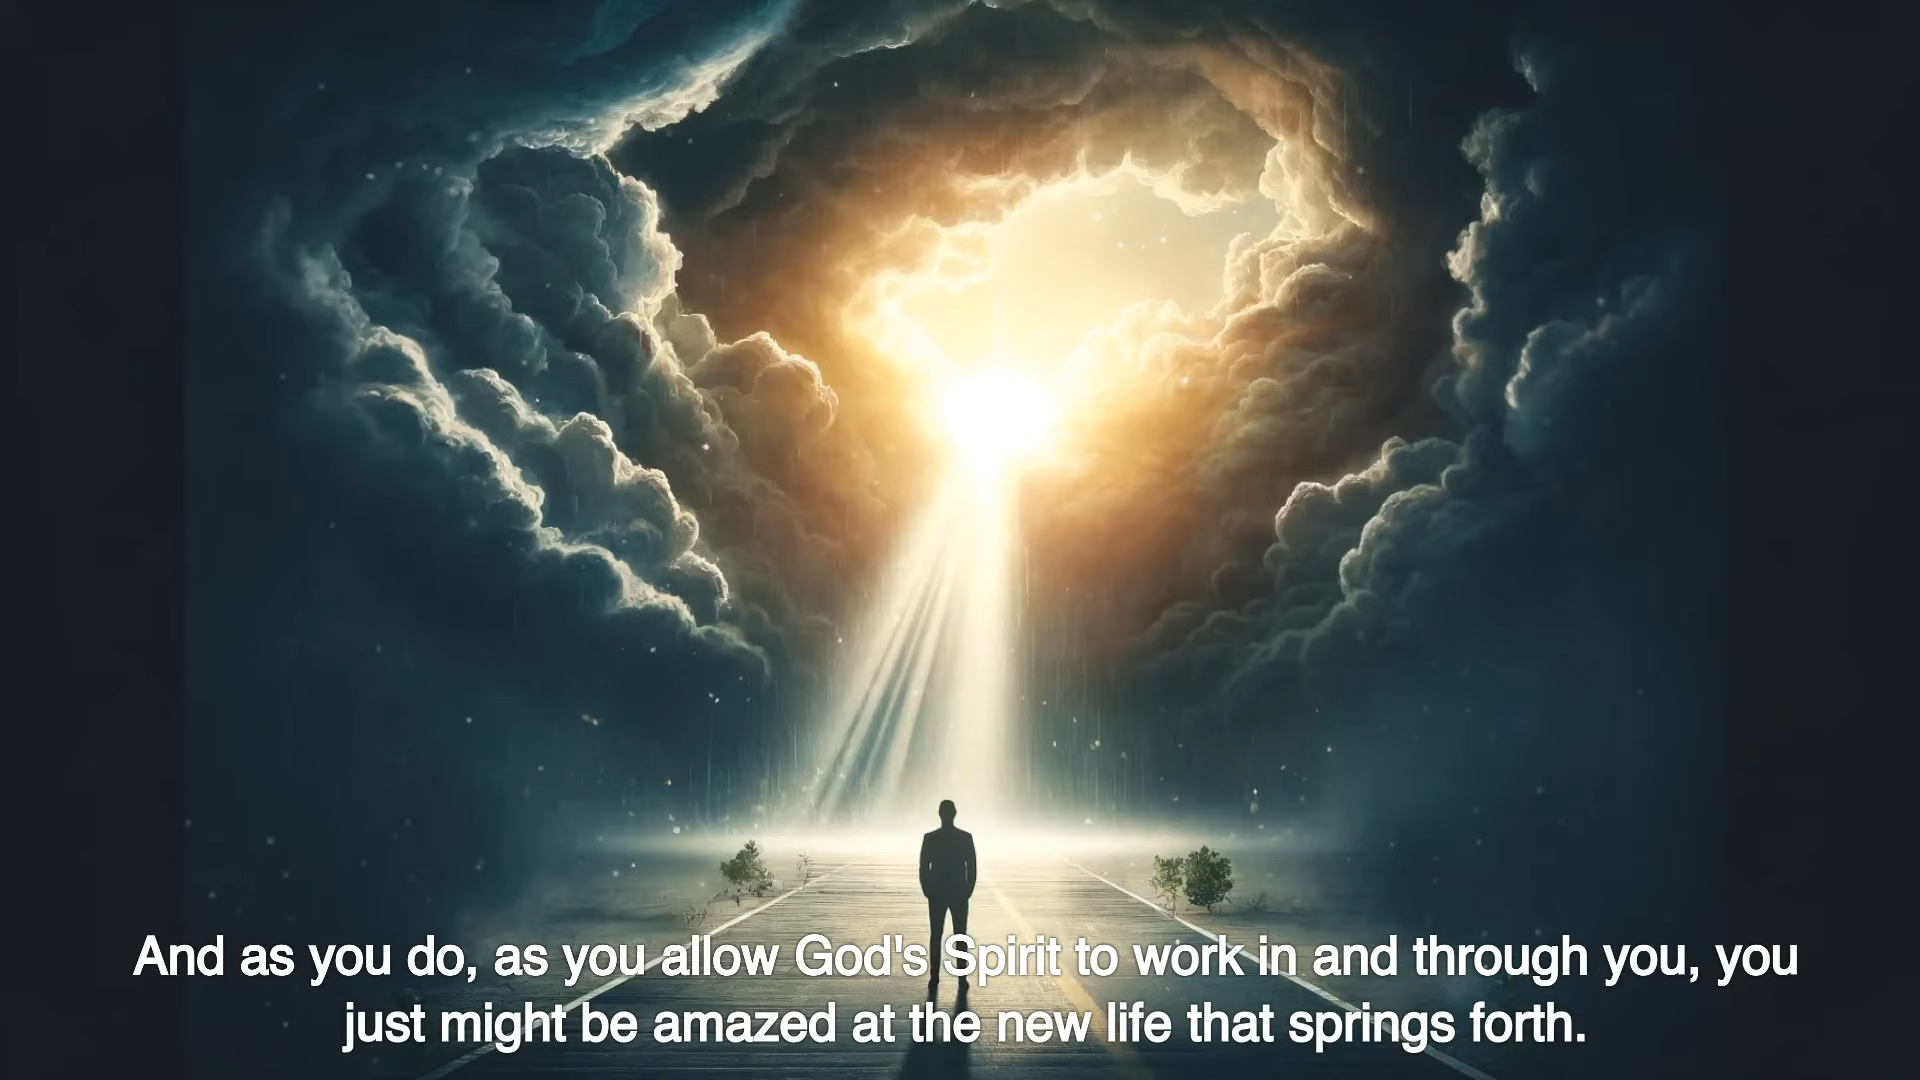 And as you do, as you allow God's Spirit to work in and through you, you
just might be amazed at the new life that springs forth.